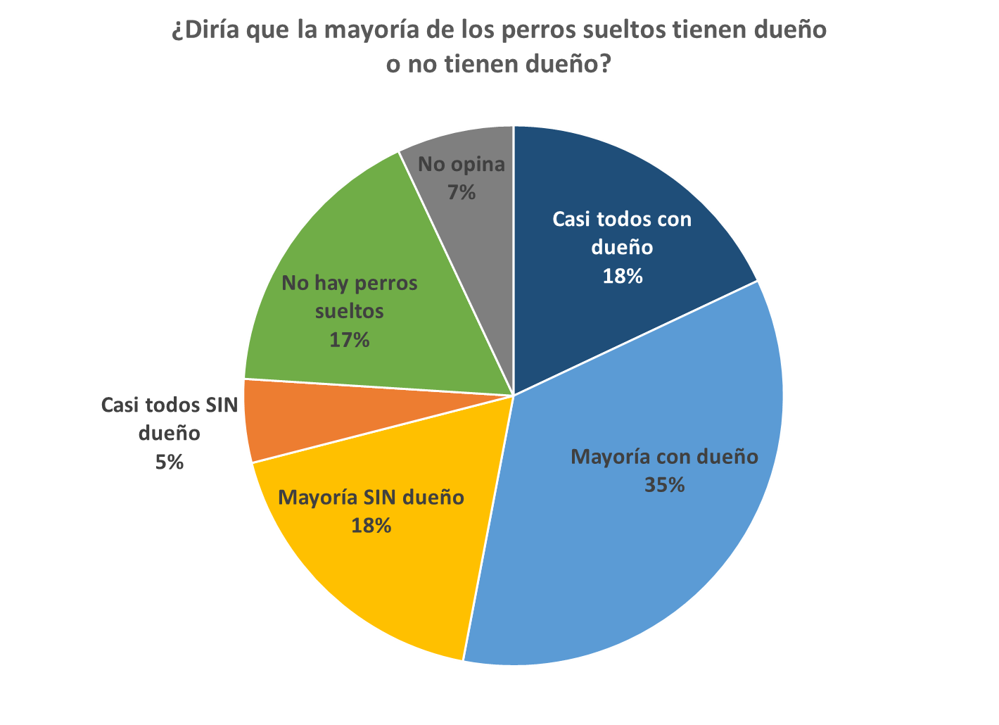 ¿Diría que la mayoría de los perros sueltos tienen dueño
o no tienen dueño?
No opina
7%
Casi todos con
dueño
18%
No hay perros
sueltos
17%
Casi todos SIN
dueño
5%
Mayoría con dueño
35%
Mayoría SIN dueño
18%